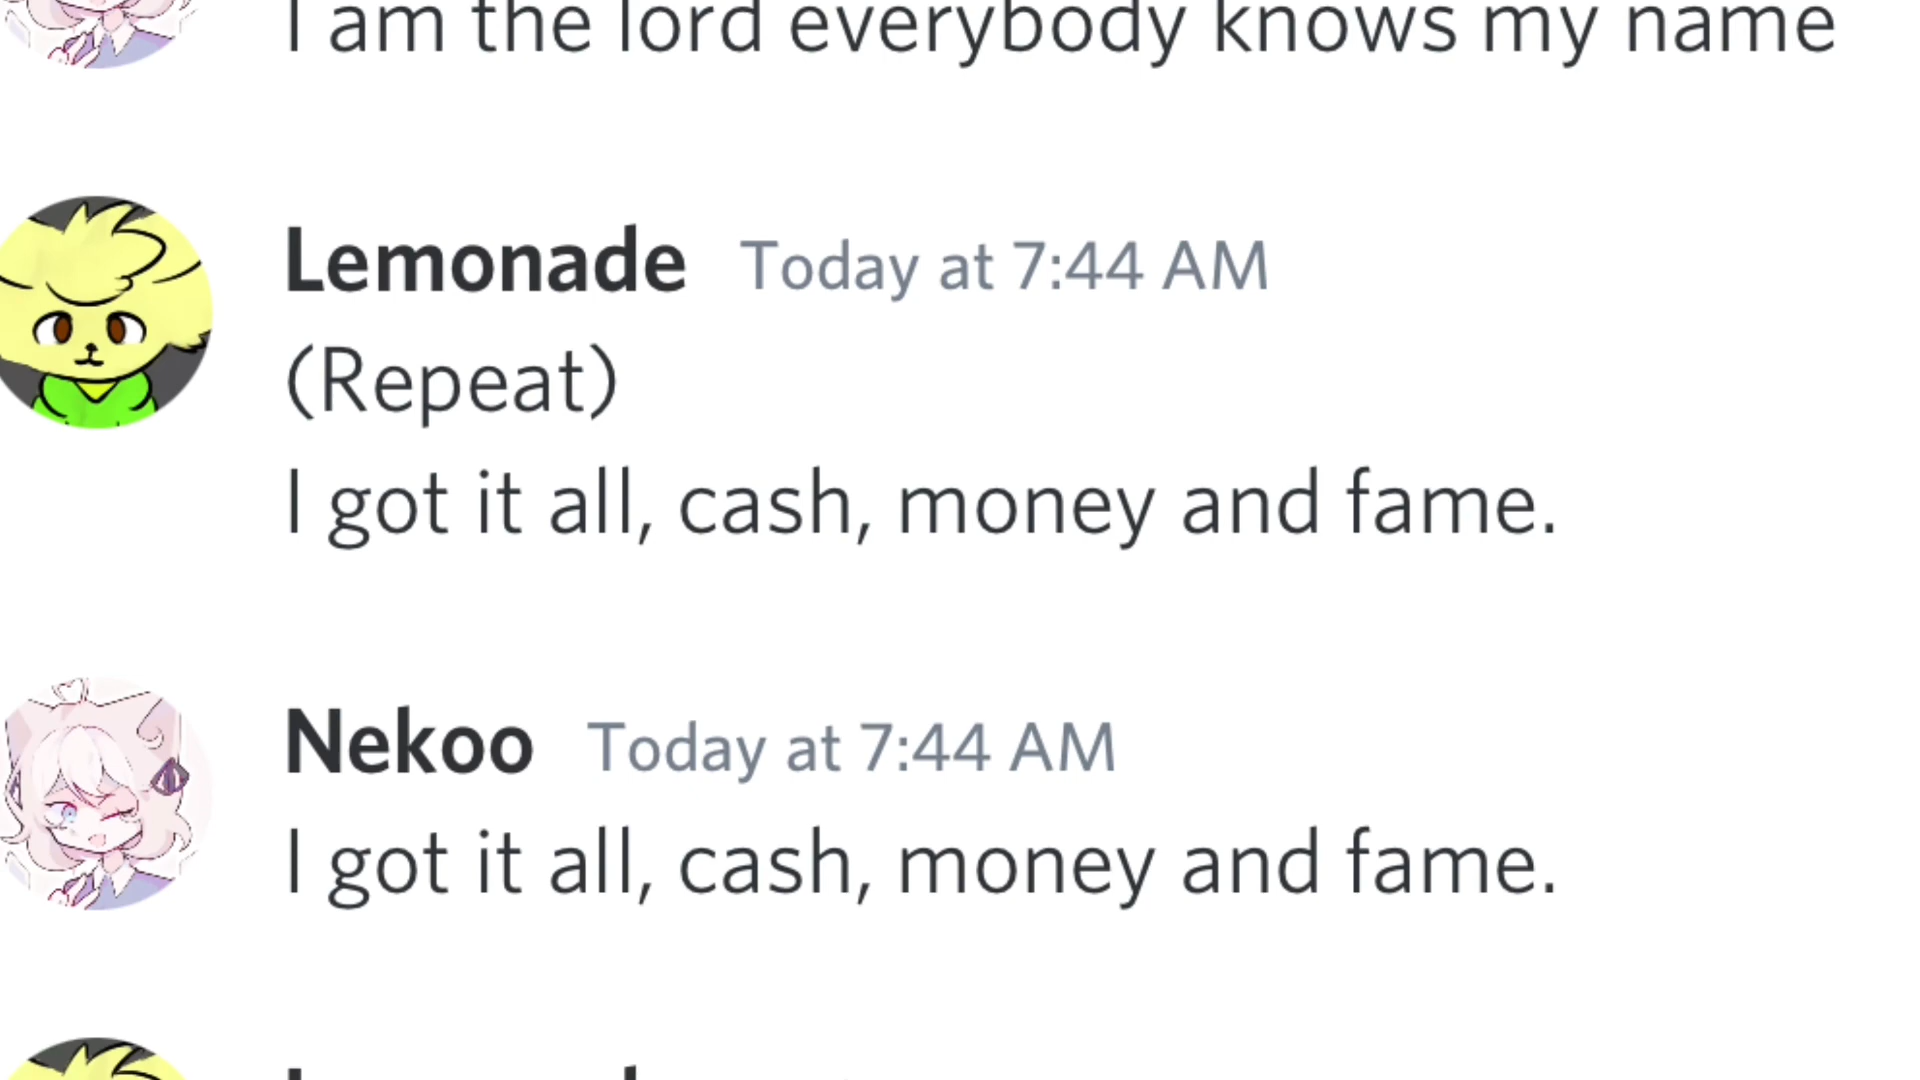 I am the lord everybody knows my name
Lemonade Today at 7:44 AM
(Repeat)
I got it all, cash, money and fame.
Nekoo Today at 7:44 AM
I got it all, cash, money and fame.